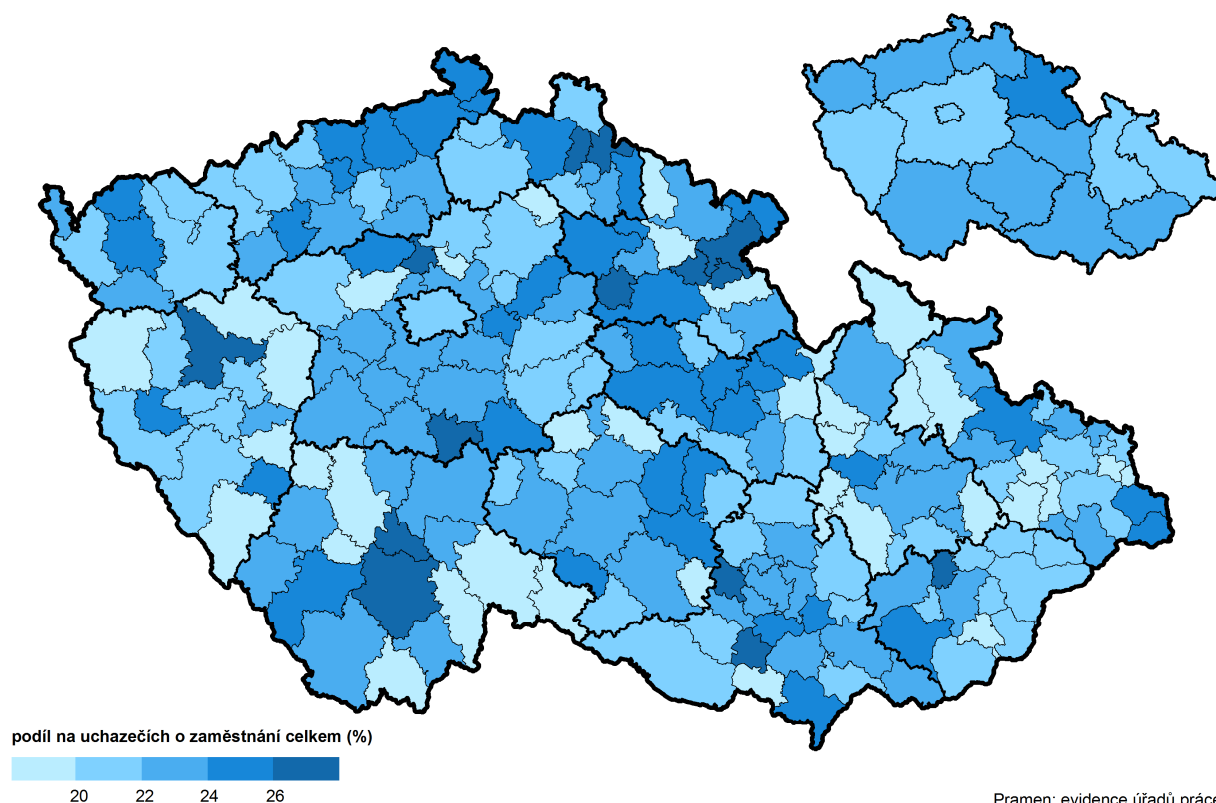 podíl na uchazečích o zaměstnání celkem (%)
20 22 24 26
Pramen: evidence úřadů práce